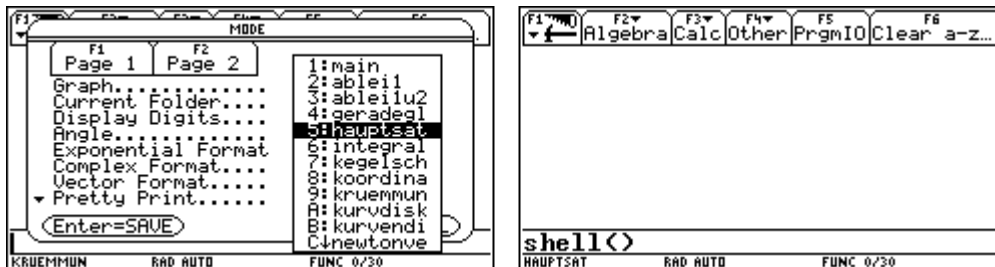 MODE
F1 F2
Page 1 Page 2
Graph..............
Current Folder....
Display Digits....
Angle..............
Exponential Format
Complex Format....
Vector Format.....
Pretty Print......
1:main
2:ablei1
3:ablei1u2
4:geradegl
5:hauptsat
6:integral
7:kegelsch
8:koordina
9:kruemmun
A:kurvdisk
B:kurvendi
C↓newtonve
Enter=SAVE
KRUEMMUN RAD AUTO FUNC 0/30
F1 F2▼ F3▼ F4▼ F5 F6
Algebra Calc Other PrgmIO Clear a-z…
shell()
HAUPTSAT RAD AUTO FUNC 0/30